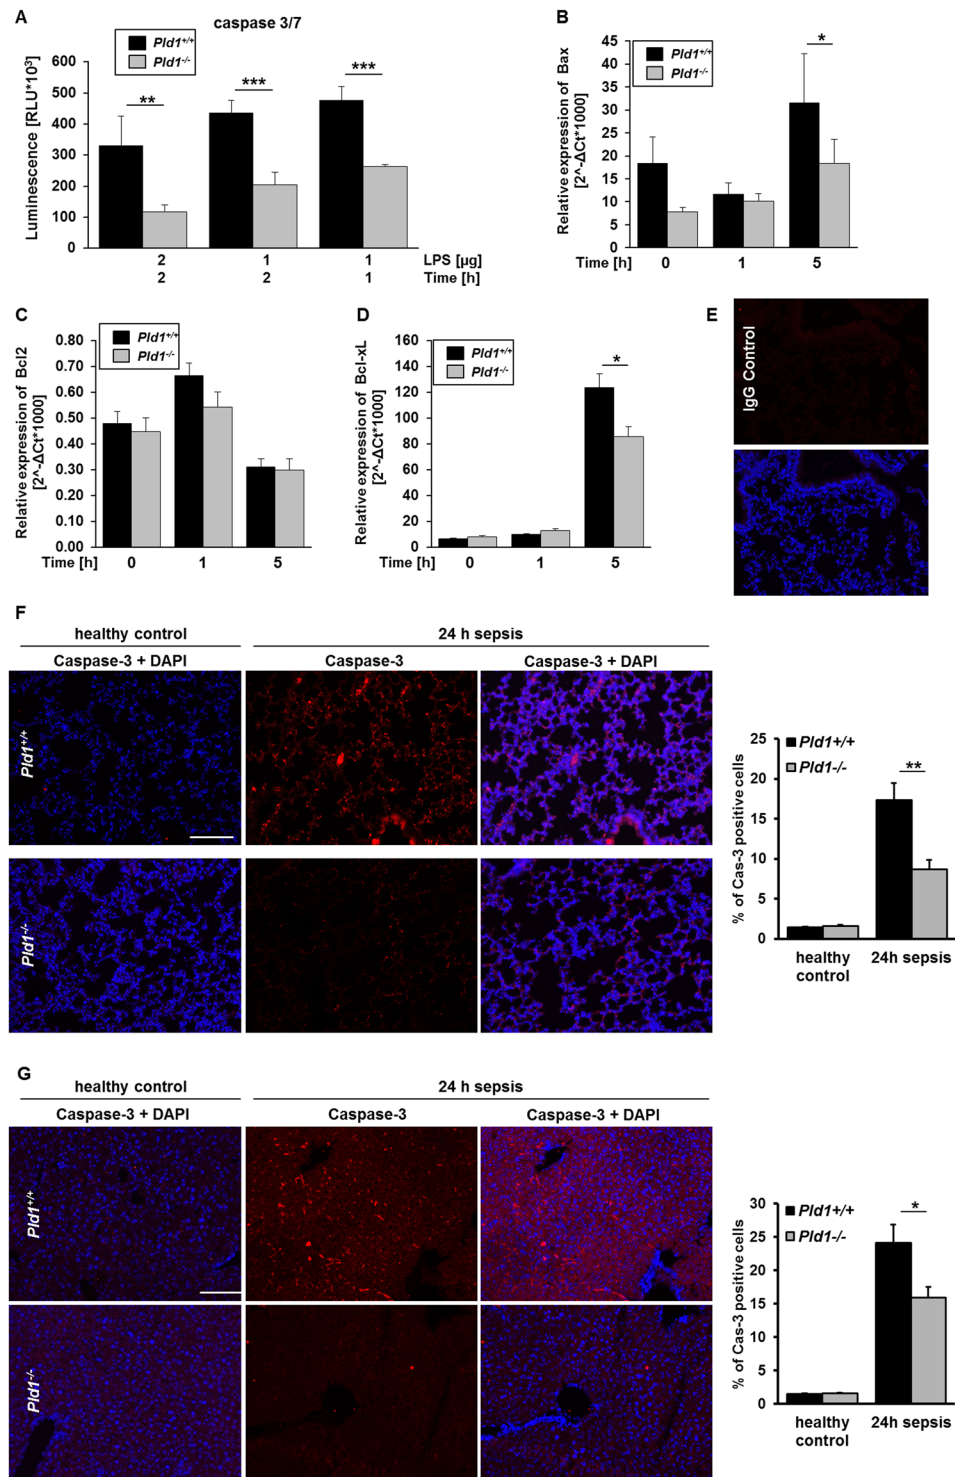 A
caspase 3/7
Pld1+/+
Pld1-/-
Luminescence [RLU*10³]
600
500
400
300
200
100
0
**
***
***
2 1 1 LPS [µg]
2 2 1 Time [h]
B
Pld1+/+
Pld1-/-
Relative expression of Bax
[2^-ΔCt*1000]
45
40
35
30
25
20
15
10
5
0
*
Time [h] 0 1 5
C
Pld1+/+
Pld1-/-
Relative expression of Bcl2
[2^-ΔCt*1000]
0.80
0.70
0.60
0.50
0.40
0.30
0.20
0.10
0.00
Time [h] 0 1 5
D
Pld1+/+
Pld1-/-
Relative expression of Bcl-xL
[2^-ΔCt*1000]
160
140
120
100
80
60
40
20
0
*
Time [h] 0 1 5
E
IgG Control
F
healthy control 24 h sepsis
Caspase-3 + DAPI Caspase-3 Caspase-3 + DAPI
Pld1+/+
Pld1-/-
% of Cas-3 positive cells
25
20
15
10
5
0
Pld1+/+
Pld1-/-
**
healthy control 24h sepsis
G
healthy control 24 h sepsis
Caspase-3 + DAPI Caspase-3 Caspase-3 + DAPI
Pld1+/+
Pld1-/-
% of Cas-3 positive cells
30
25
20
15
10
5
0
Pld1+/+
Pld1-/-
*
healthy control 24h sepsis